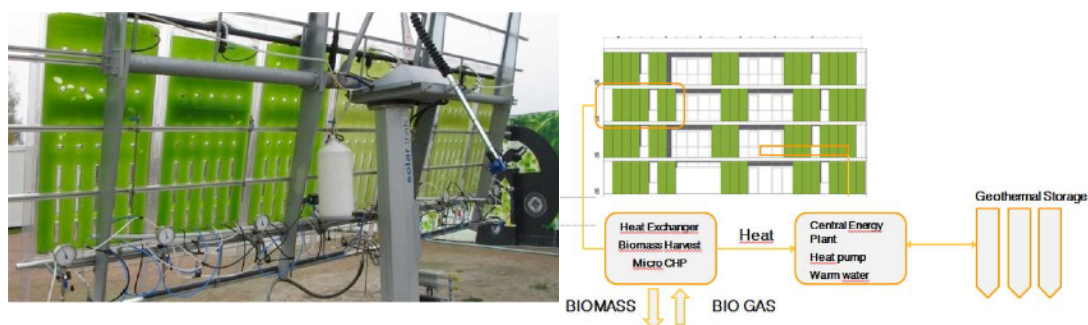 solar
Heat Exchanger
Biomass Harvest
Micro CHP
Heat
Central Energy
Plant
Heat pump
Warm water
Geothermal Storage
BIOMASS
BIO GAS